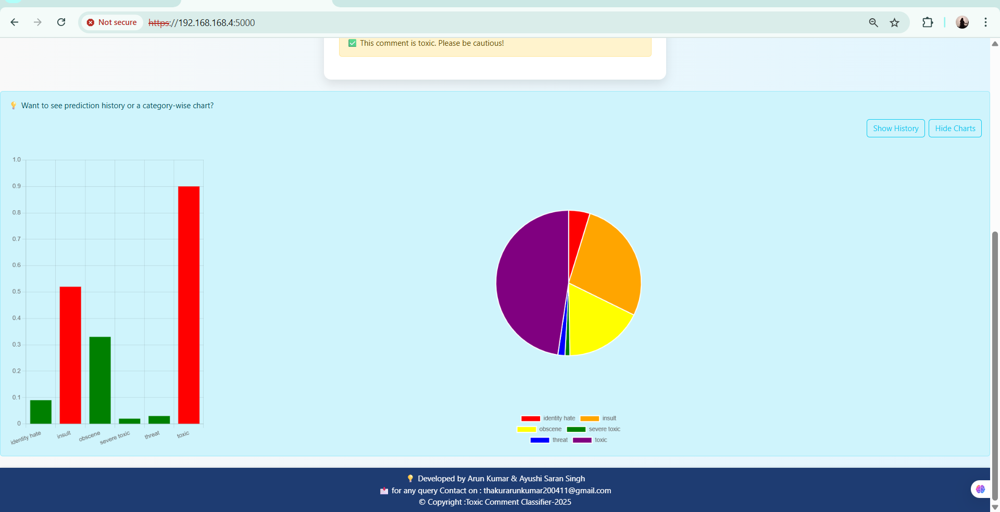 Not secure
https://192.168.168.4:5000
✅ This comment is toxic. Please be cautious!
💡 Want to see prediction history or a category-wise chart?
Show History
Hide Charts
1.0
0.9
0.8
0.7
0.6
0.5
0.4
0.3
0.2
0.1
0
identity hate
insult
obscene
severe toxic
threat
toxic
identity hate insult
obscene severe toxic
threat toxic
💡 Developed by Arun Kumar & Ayushi Saran Singh
📩 for any query Contact on : thakurarunkumar200411@gmail.com
© Copyright :Toxic Comment Classifier-2025